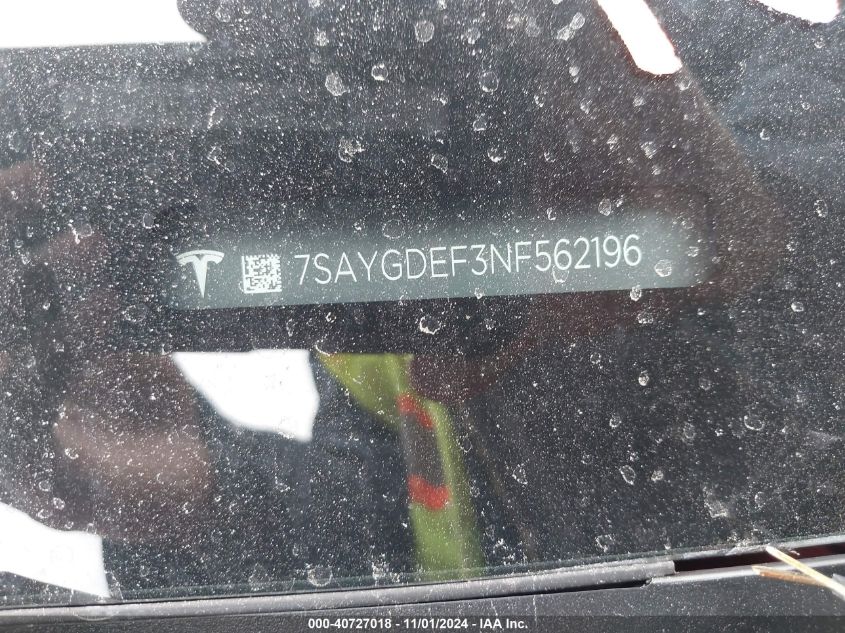 7SAYGDEF3NF562196
000-40727018 - 11/01/2024 - IAA Inc.